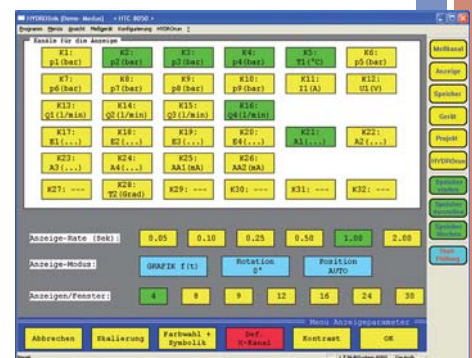 HYDROtek [Demo-Modus] < HTC 8050 >
Programm Menüs Ansicht Meßgerät Konfigurierung HYDROnan ?
Kanäle für die Anzeige
K1: K2: K3: K4: K5: K6:
p1(bar) p2(bar) p3(bar) p4(bar) T1(°C) p5(bar)
K7: K8: K9: K10: K11: K12:
p6(bar) p7(bar) p8(bar) p9(bar) I1(A) U1(V)
K13: K14: K15: K16:
Q1(l/min) Q2(l/min) Q3(l/min) Q4(l/min)
K17: K18: K19: K20: K21: K22:
E1(...) E2(...) E3(...) E4(...) A1(...) A2(...)
K23: K24: K25: K26:
A3(...) A4(...) AA1(mA) AA2(mA)
K27: --- K28: K29: --- K30: --- K31: --- K32: ---
T2(Grad)
Anzeige-Rate (Sek): 0.05 0.10 0.25 0.50 1.00 2.00
Anzeige-Modus: GRAFIK f(t) Rotation 0° Position AUTO
Anzeigen/Fenster: 4 8 9 12 16 24 30
Menü Anzeigeparameter
Abbrechen Skalierung Farbwahl + Symbolik Def. X-Kanal Kontrast OK
Meßkanal
Anzeige
Speicher
Gerät
Projekt
HYDROnan
Speicher
Speicher
Speicher